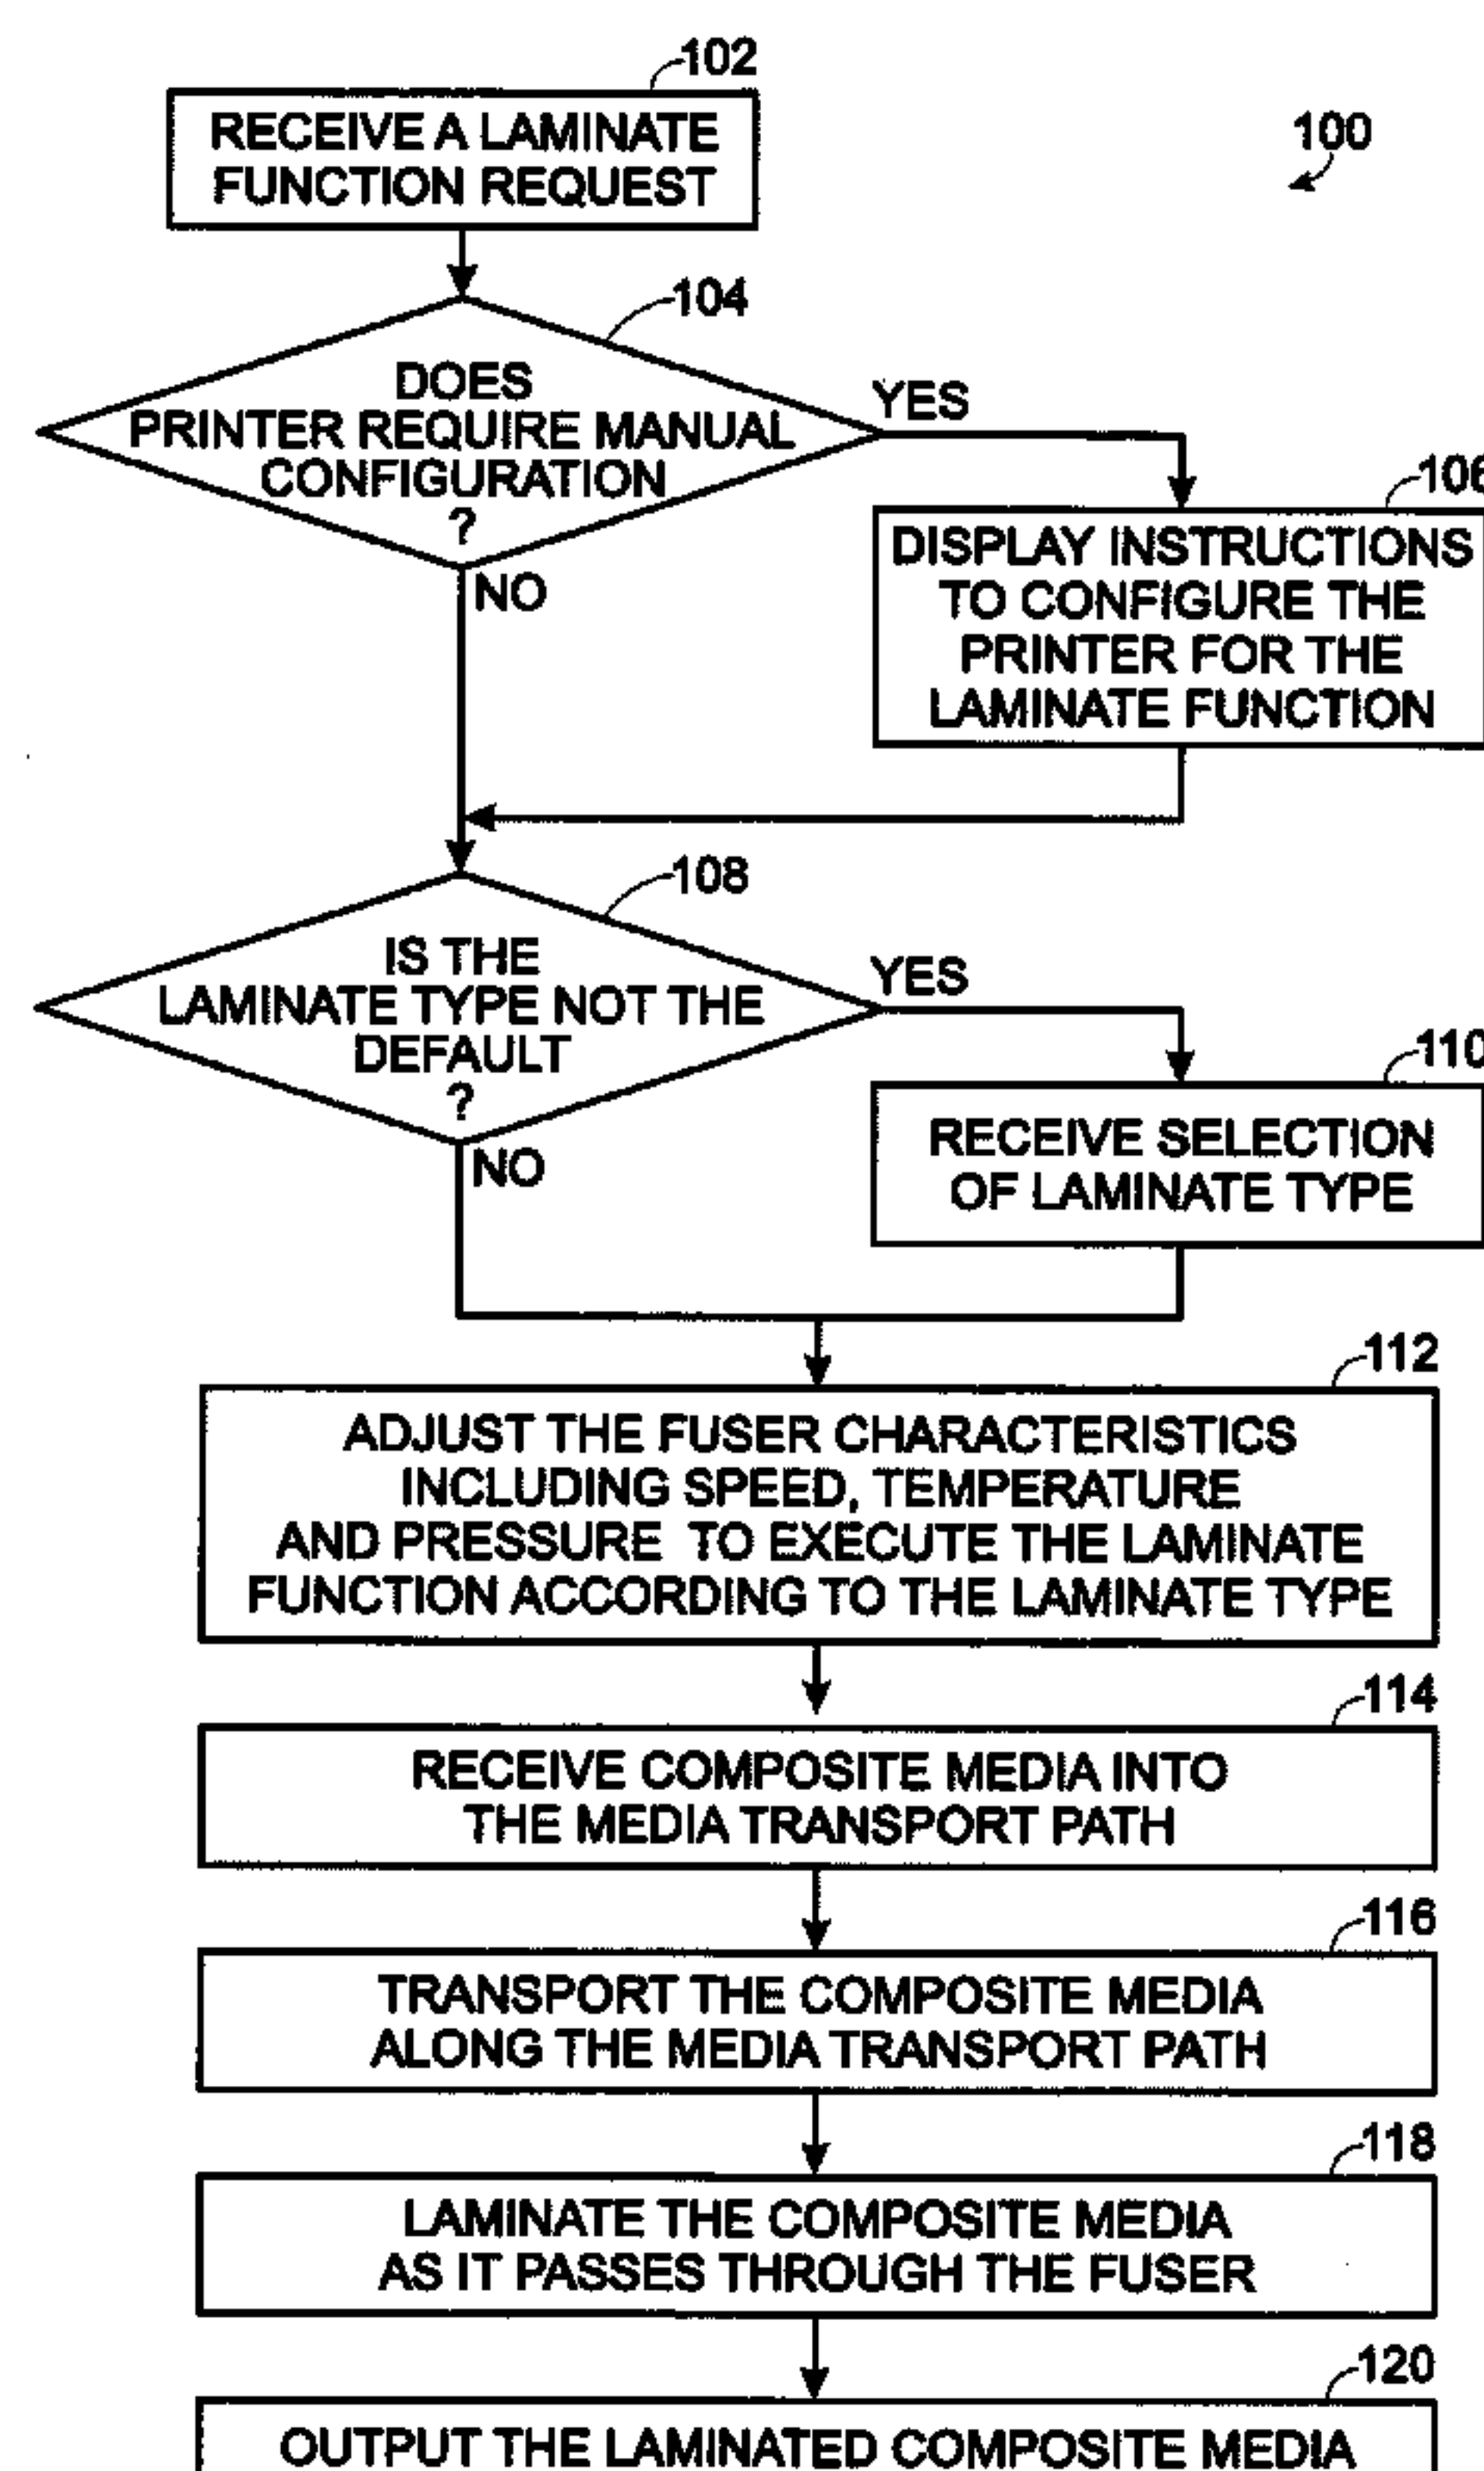 102
RECEIVE A LAMINATE
FUNCTION REQUEST
100
104
DOES
PRINTER REQUIRE MANUAL
CONFIGURATION
?
YES
NO
106
DISPLAY INSTRUCTIONS
TO CONFIGURE THE
PRINTER FOR THE
LAMINATE FUNCTION
108
IS THE
LAMINATE TYPE NOT THE
DEFAULT
?
YES
NO
110
RECEIVE SELECTION
OF LAMINATE TYPE
112
ADJUST THE FUSER CHARACTERISTICS
INCLUDING SPEED, TEMPERATURE
AND PRESSURE TO EXECUTE THE LAMINATE
FUNCTION ACCORDING TO THE LAMINATE TYPE
114
RECEIVE COMPOSITE MEDIA INTO
THE MEDIA TRANSPORT PATH
116
TRANSPORT THE COMPOSITE MEDIA
ALONG THE MEDIA TRANSPORT PATH
118
LAMINATE THE COMPOSITE MEDIA
AS IT PASSES THROUGH THE FUSER
120
OUTPUT THE LAMINATED COMPOSITE MEDIA